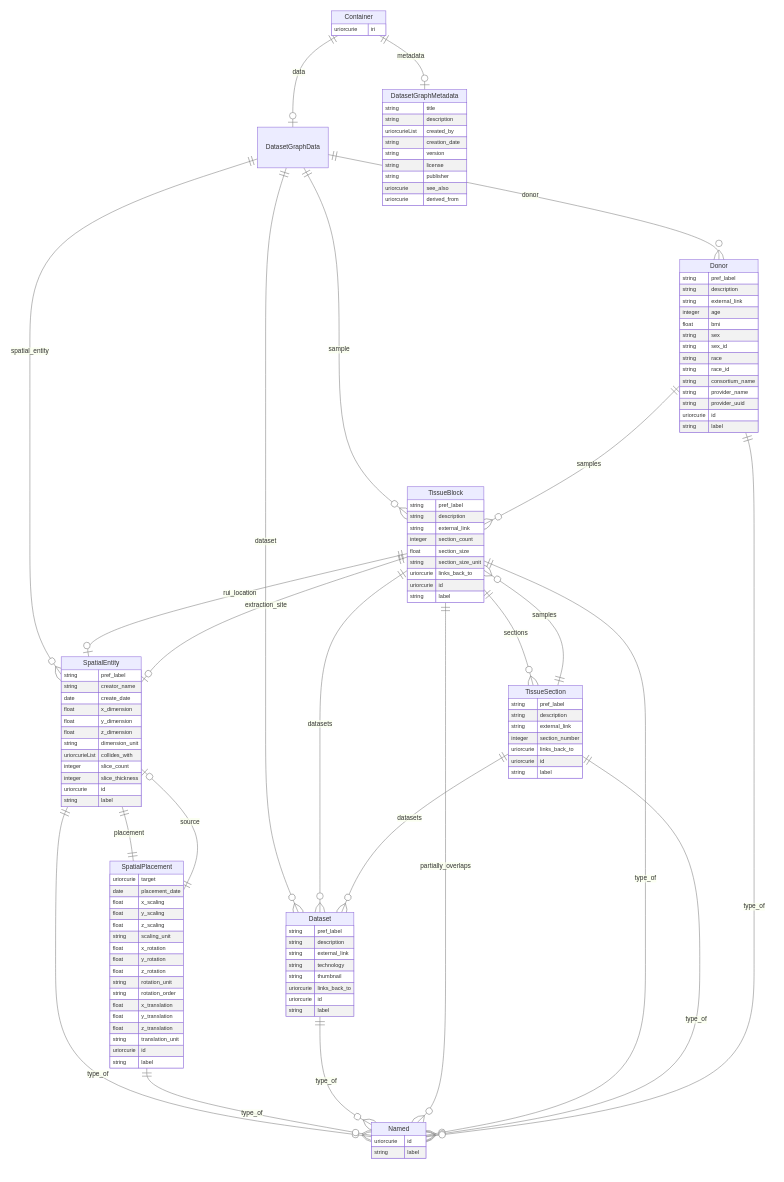 Container
uriorcurie iri
metadata
data
DatasetGraphMetadata
string title
string description
uriorcurieList created_by
string creation_date
string version
string license
string publisher
uriorcurie see_also
uriorcurie derived_from
DatasetGraphData
donor
Donor
string pref_label
string description
string external_link
integer age
float bmi
string sex
string sex_id
string race
string race_id
string consortium_name
string provider_name
string provider_uuid
uriorcurie id
string label
spatial_entity
sample
samples
TissueBlock
string pref_label
string description
string external_link
integer section_count
float section_size
string section_size_unit
uriorcurie links_back_to
uriorcurie id
string label
dataset
rui_location
extraction_site
samples
sections
SpatialEntity
string pref_label
string creator_name
date create_date
float x_dimension
float y_dimension
float z_dimension
string dimension_unit
uriorcurieList collides_with
integer slice_count
integer slice_thickness
uriorcurie id
string label
TissueSection
string pref_label
string description
string external_link
integer section_number
uriorcurie links_back_to
uriorcurie id
string label
datasets
datasets
source
placement
partially_overlaps
type_of
type_of
SpatialPlacement
uriorcurie target
date placement_date
float x_scaling
float y_scaling
float z_scaling
string scaling_unit
float x_rotation
float y_rotation
float z_rotation
string rotation_unit
string rotation_order
float x_translation
float y_translation
float z_translation
string translation_unit
uriorcurie id
string label
Dataset
string pref_label
string description
string external_link
string technology
string thumbnail
uriorcurie links_back_to
uriorcurie id
string label
type_of
type_of
type_of
type_of
Named
uriorcurie id
string label